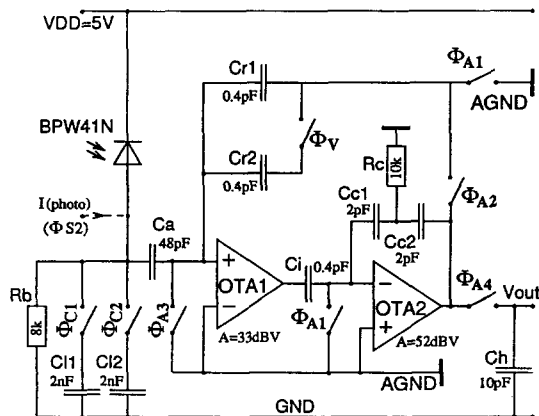 VDD=5V
Cr1
0.4pF
ΦA1
AGND
BPW41N
ΦV
Cr2
0.4pF
Rc
10k
I(photo)
(ΦS2)
Cc1
2pF
Cc2
2pF
ΦA2
Ca
48pF
Ci
0.4pF
ΦA4
Vout
Rb
8k
ΦC1
ΦC2
ΦA3
+
-
OTA1
A=33dBV
ΦA1
-
+
OTA2
A=52dBV
Cl1
2nF
Cl2
2nF
AGND
Ch
10pF
GND